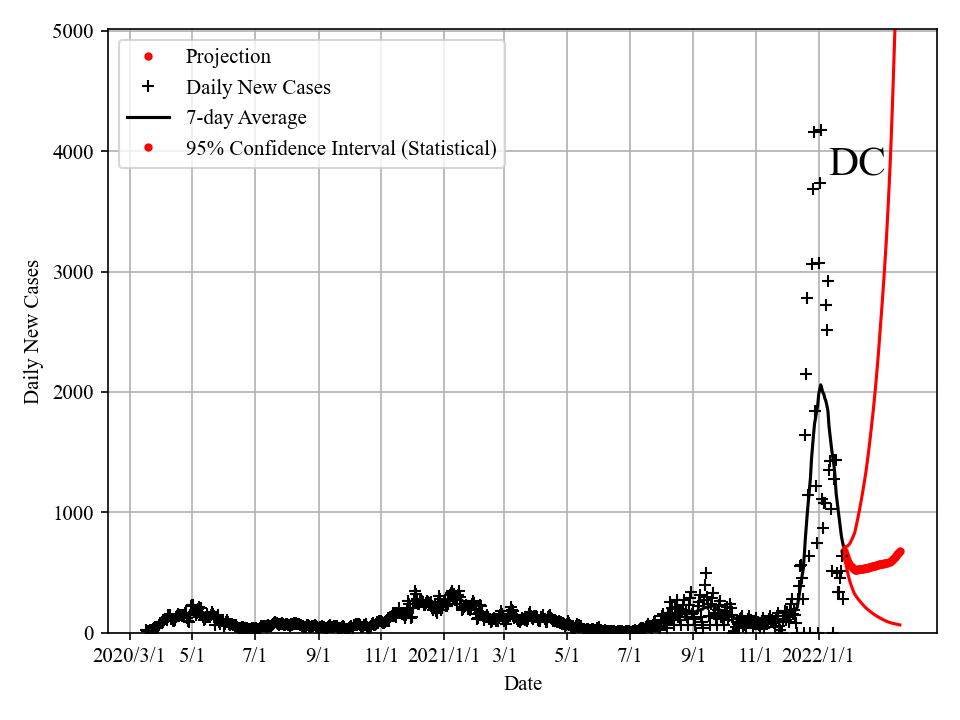 5000
4000
3000
2000
1000
0
Daily New Cases
Projection
Daily New Cases
7-day Average
95% Confidence Interval (Statistical)
DC
2020/3/1 5/1 7/1 9/1 11/1 2021/1/1 3/1 5/1 7/1 9/1 11/1 2022/1/1
Date